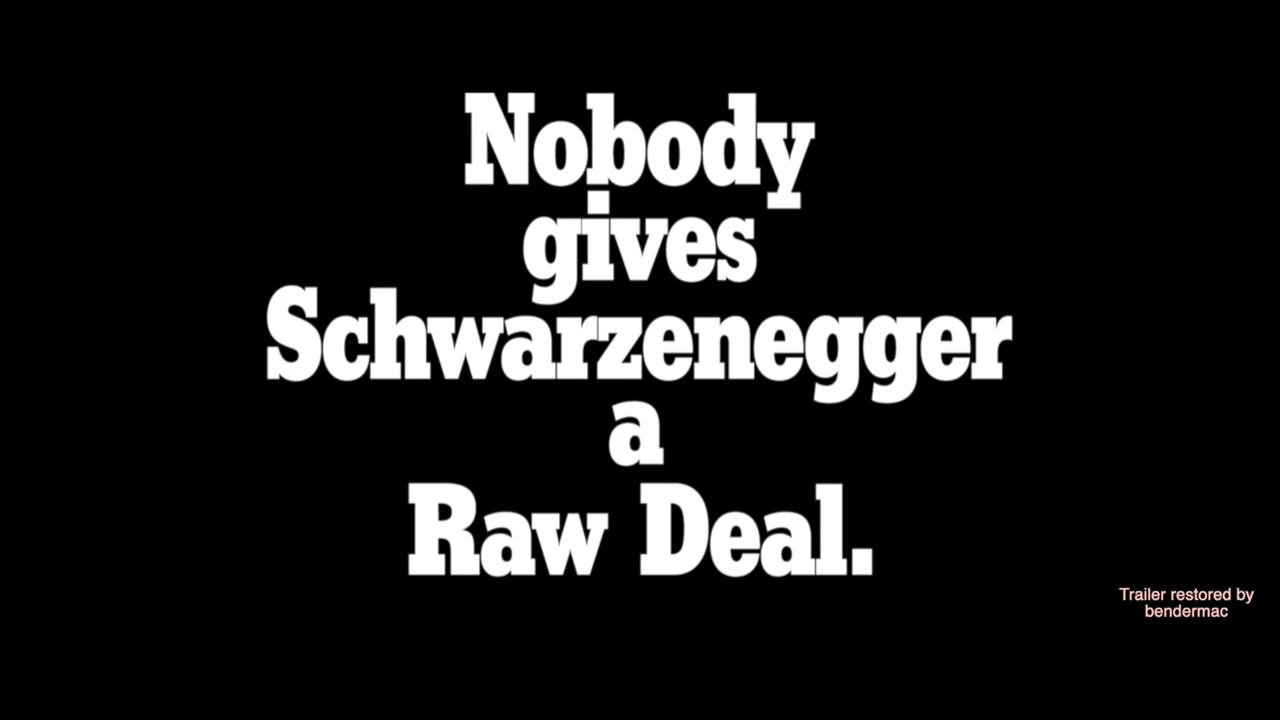 Nobody
gives
Schwarzenegger
a
Raw Deal.
Trailer restored by
bendermac